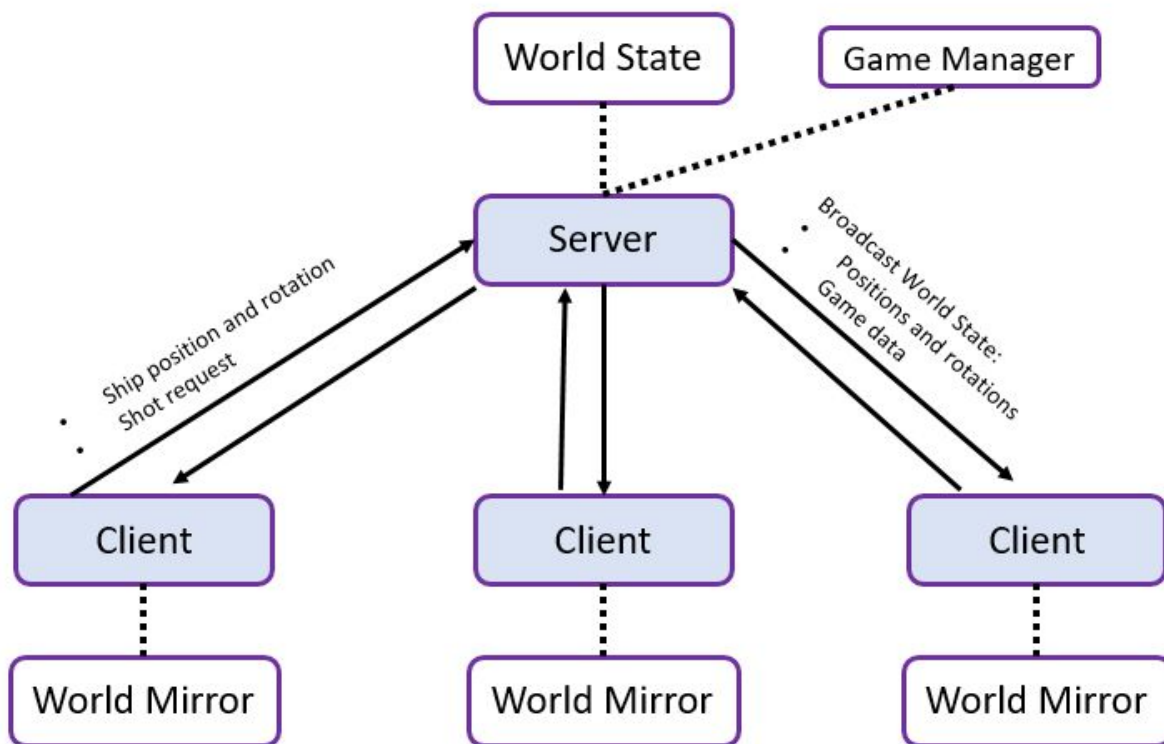 World State
Game Manager
Server
• Ship position and rotation
• Shot request
• Broadcast World State:
Positions and rotations
• Game data
Client
Client
Client
World Mirror
World Mirror
World Mirror